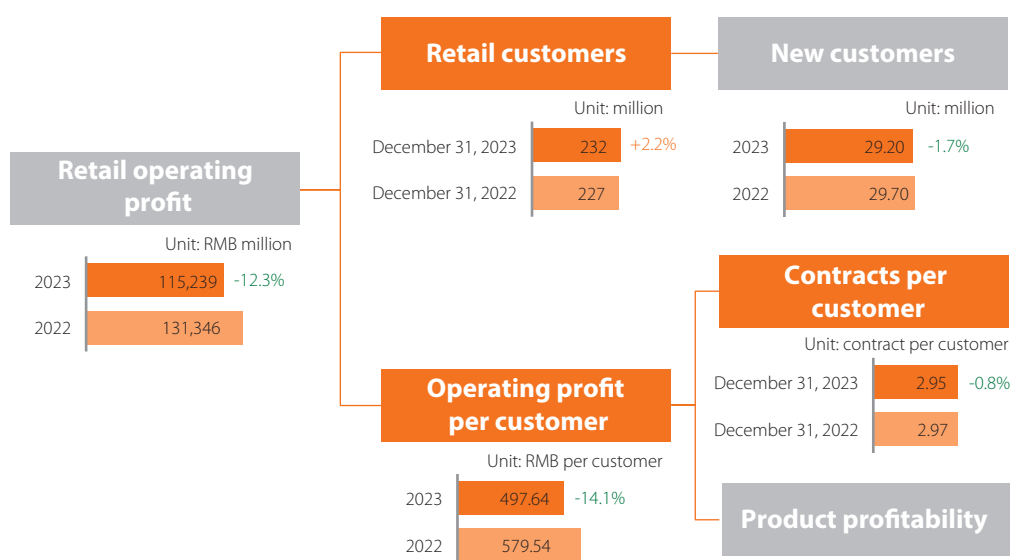 Retail operating
profit
Unit: RMB million
2023 115,239 -12.3%
2022 131,346
Retail customers
Unit: million
December 31, 2023 232 +2.2%
December 31, 2022 227
New customers
Unit: million
2023 29.20 -1.7%
2022 29.70
Operating profit
per customer
Unit: RMB per customer
2023 497.64 -14.1%
2022 579.54
Contracts per
customer
Unit: contract per customer
December 31, 2023 2.95 -0.8%
December 31, 2022 2.97
Product profitability